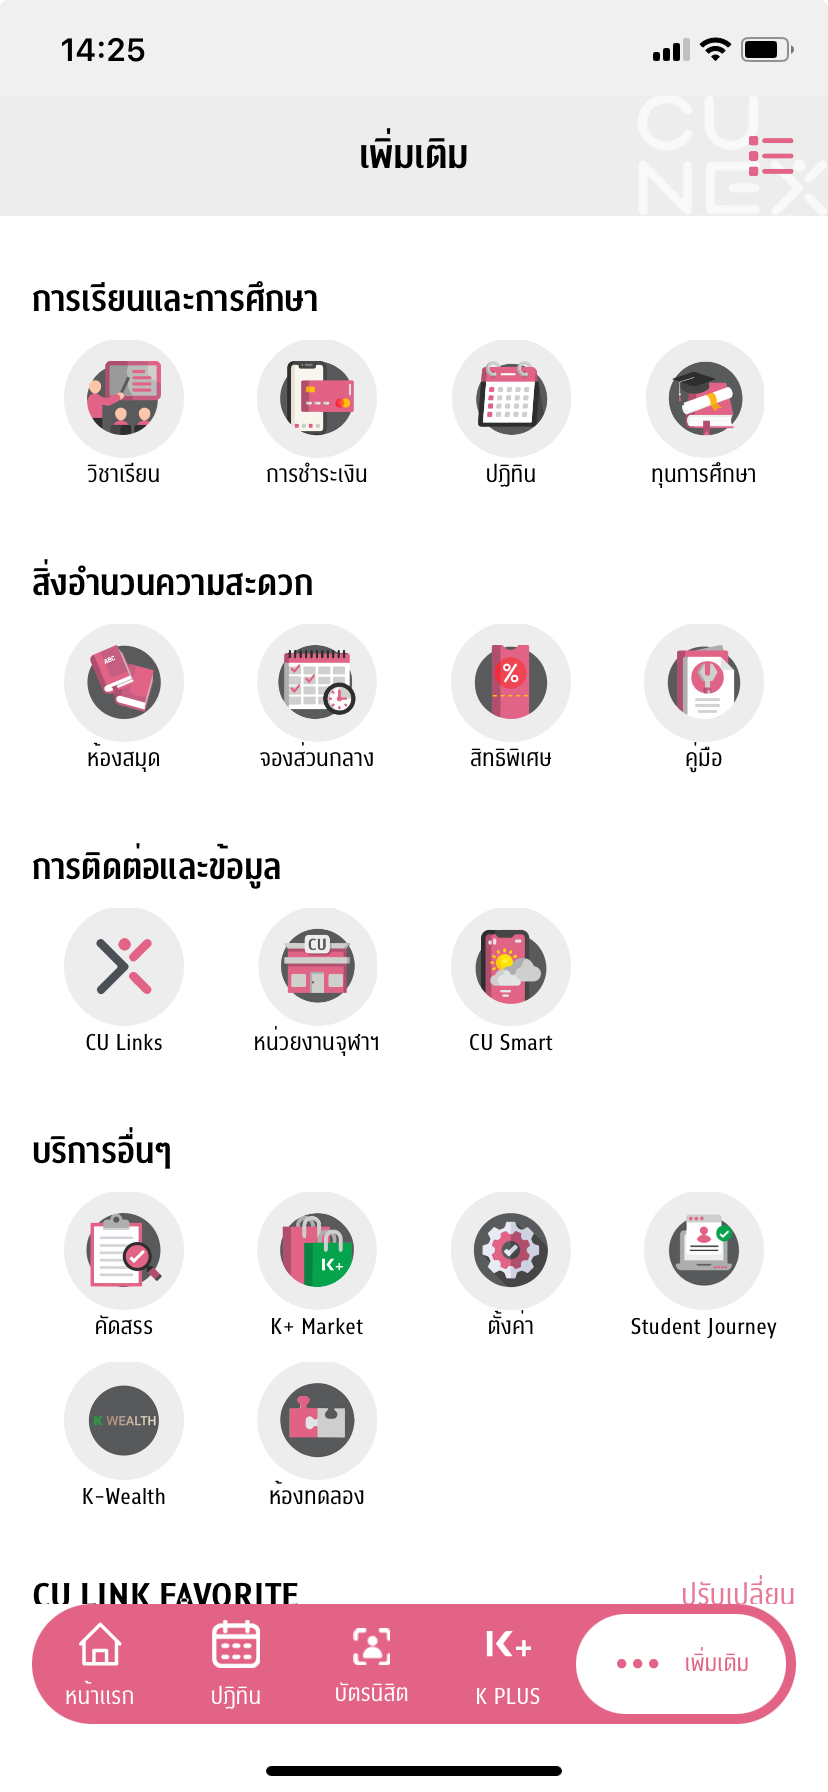 14:25
CU
NEX
เพิ่มเติม
การเรียนและการศึกษา
วิชาเรียน
การชำระเงิน
ปฏิทิน
ทุนการศึกษา
สิ่งอำนวนความสะดวก
ABC
%
ห้องสมุด
จองส่วนกลาง
สิทธิพิเศษ
คู่มือ
การติดต่อและข้อมูล
CU
CU Links
หน่วยงานจุฬาฯ
CU Smart
บริการอื่นๆ
K+
คัดสรร
K+ Market
ตั้งค่า
Student Journey
K WEALTH
K-Wealth
ห้องทดลอง
CU LINK FAVORITE
ปรับเปลี่ยน
K+
หน้าแรก
ปฏิทิน
บัตรนิสิต
K PLUS
เพิ่มเติม